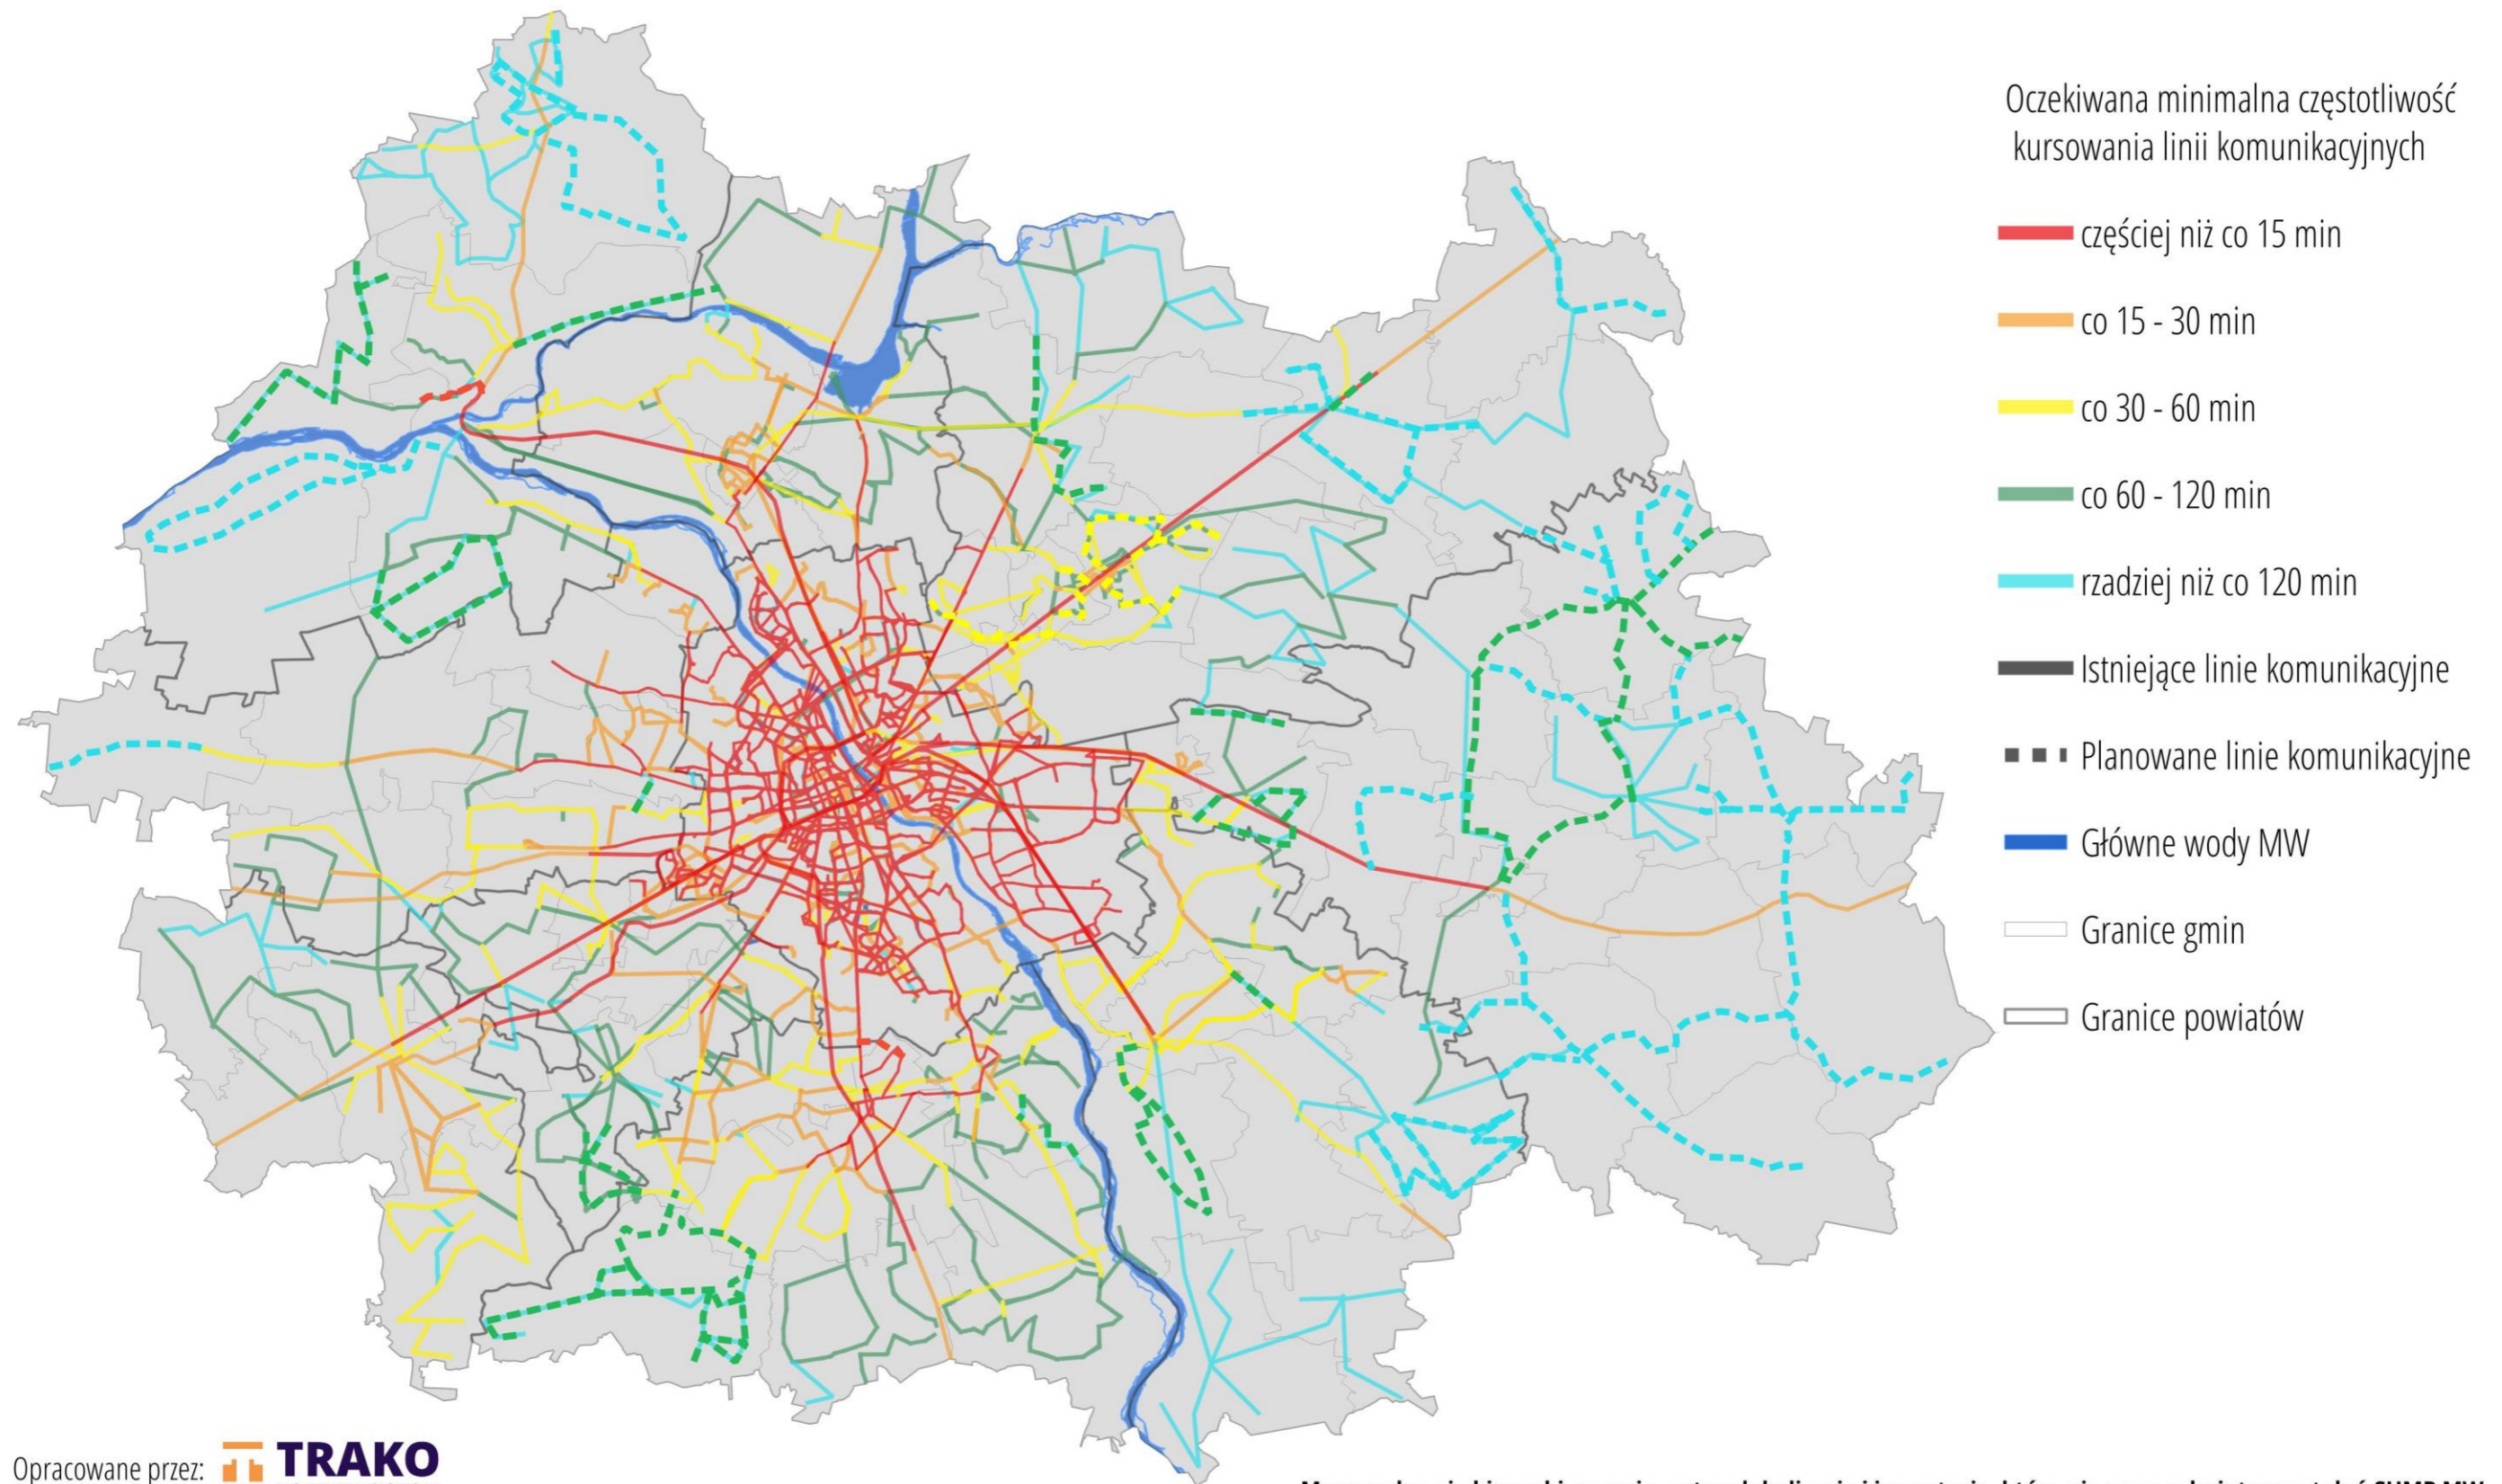 Oczekiwana minimalna częstotliwość
kursowania linii komunikacyjnych
częściej niż co 15 min
co 15 - 30 min
co 30 - 60 min
co 60 - 120 min
rzadziej niż co 120 min
Istniejące linie komunikacyjne
Planowane linie komunikacyjne
Główne wody MW
Granice gmin
Granice powiatów
Opracowane przez:
TRAKO